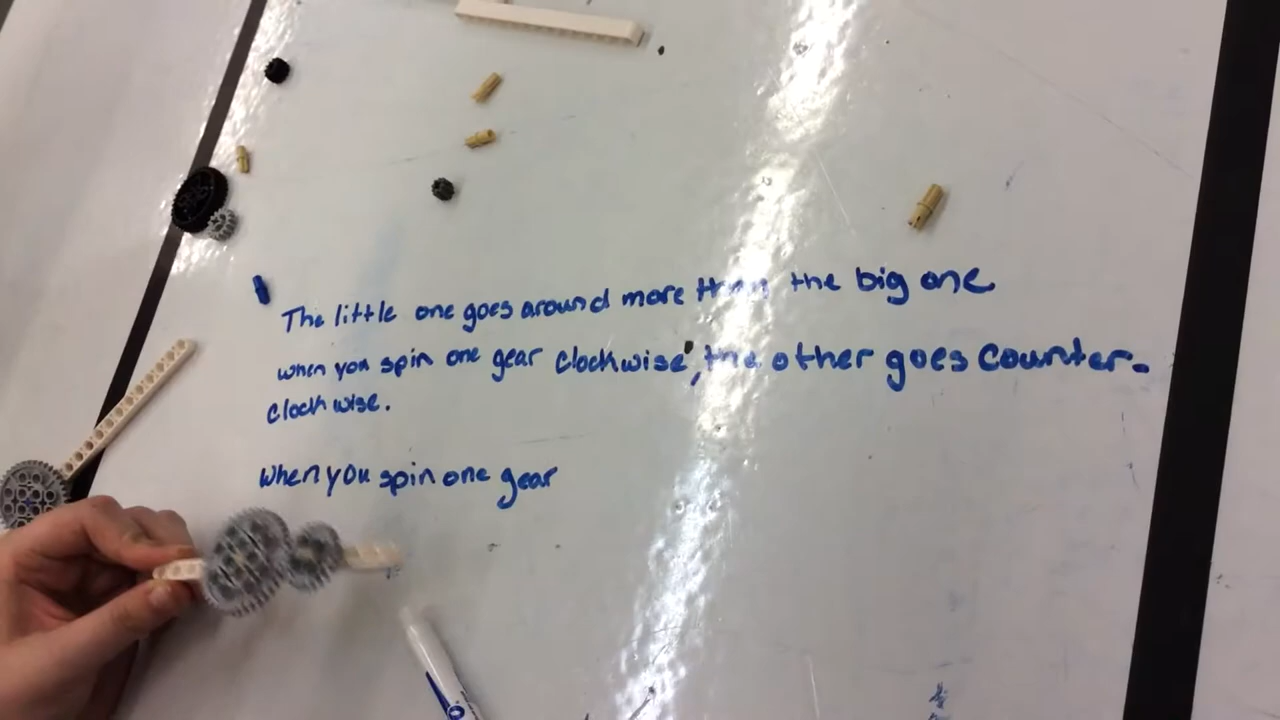 The little one goes around more than the big one
when you spin one gear clockwise, the other goes counter-
clockwise.
When you spin one gear